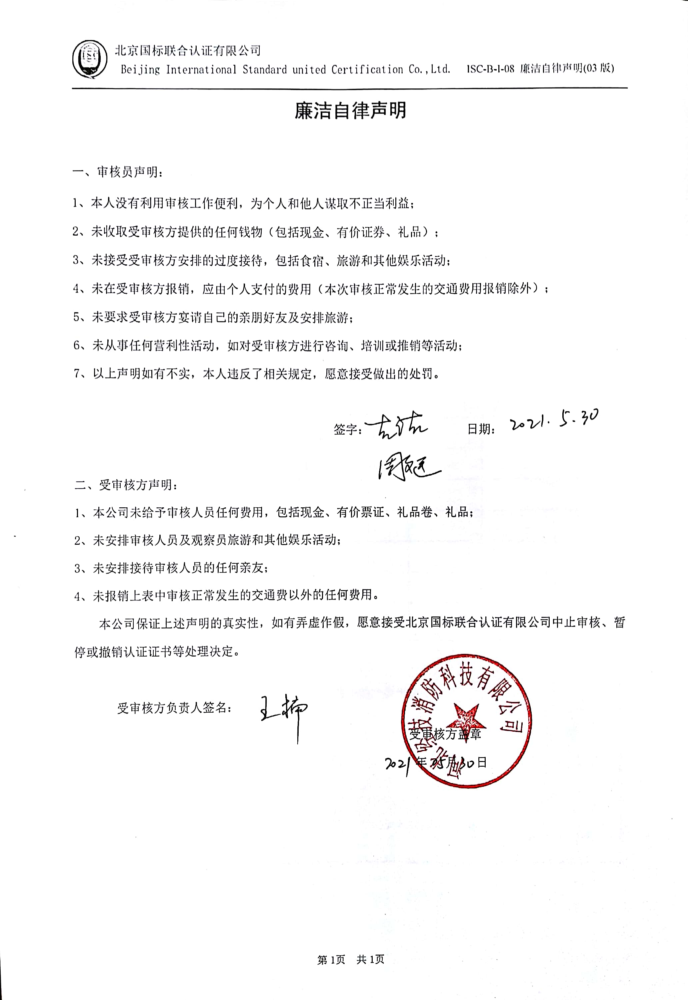 ISC
北京国标联合认证有限公司
Beijing International Standard united Certification Co.,Ltd. ISC-B-I-08 廉洁自律声明(03 版)
廉洁自律声明
一、审核员声明：
1、本人没有利用审核工作便利，为个人和他人谋取不正当利益；
2、未收取受审核方提供的任何钱物（包括现金、有价证券、礼品）；
3、未接受受审核方安排的过度接待，包括食宿、旅游和其他娱乐活动；
4、未在受审核方报销，应由个人支付的费用（本次审核正常发生的交通费用报销除外）；
5、未要求受审核方宴请自己的亲朋好友及安排旅游；
6、未从事任何营利性活动，如对受审核方进行咨询、培训或推销等活动；
7、以上声明如有不实，本人违反了相关规定，愿意接受做出的处罚。
签字： 日期： 2021.5.30
二、受审核方声明：
1、本公司未给予审核人员任何费用，包括现金、有价票证、礼品卷、礼品；
2、未安排审核人员及观察员旅游和其他娱乐活动；
3、未安排接待审核人员的任何亲友；
4、未报销上表中审核正常发生的交通费以外的任何费用。
本公司保证上述声明的真实性，如有弄虚作假，愿意接受北京国标联合认证有限公司中止审核、暂
停或撤销认证证书等处理决定。
受审核方负责人签名： 王楠
河北安技消防科技有限公司
受审核方盖章
2021年05月30日
第1页 共1页